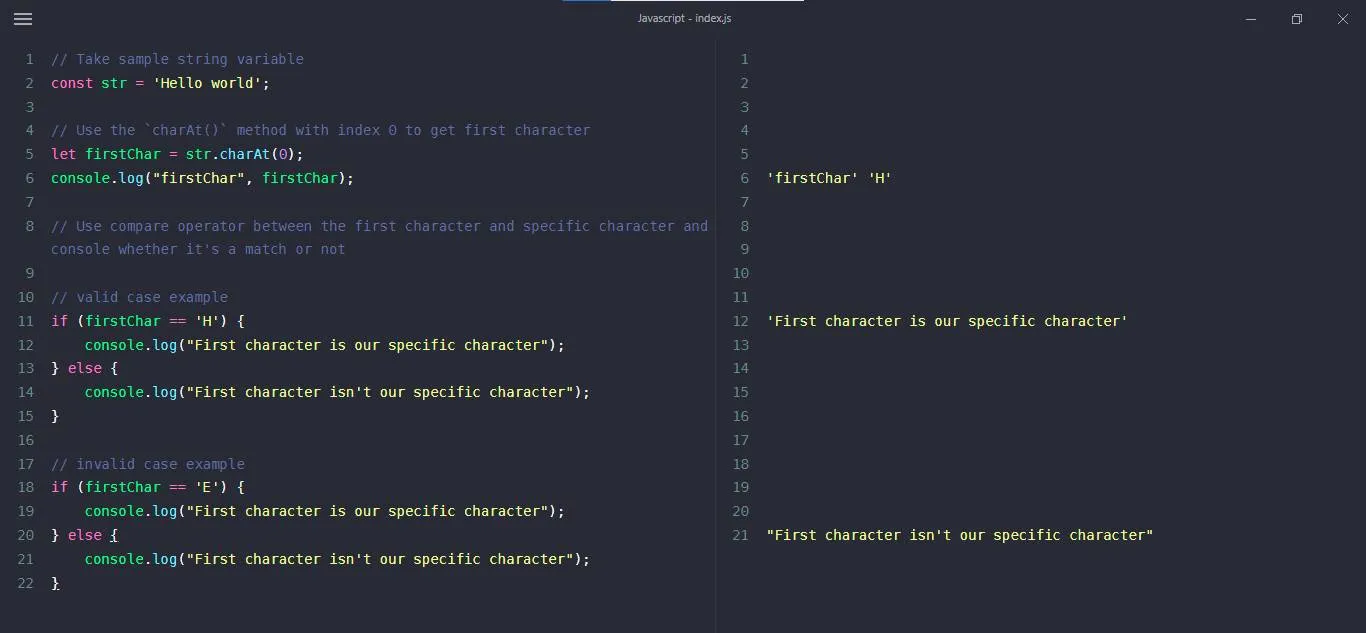 Javascript - index.js
1 // Take sample string variable
2 const str = 'Hello world';
3
4 // Use the `charAt()` method with index 0 to get first character
5 let firstChar = str.charAt(0);
6 console.log("firstChar", firstChar);
7
8 // Use compare operator between the first character and specific character and
console whether it's a match or not
9
10 // valid case example
11 if (firstChar == 'H') {
12     console.log("First character is our specific character");
13 } else {
14     console.log("First character isn't our specific character");
15 }
16
17 // invalid case example
18 if (firstChar == 'E') {
19     console.log("First character is our specific character");
20 } else {
21     console.log("First character isn't our specific character");
22 }
1
2
3
4
5
6 'firstChar' 'H'
7
8
9
10
11
12 'First character is our specific character'
13
14
15
16
17
18
19
20
21 "First character isn't our specific character"